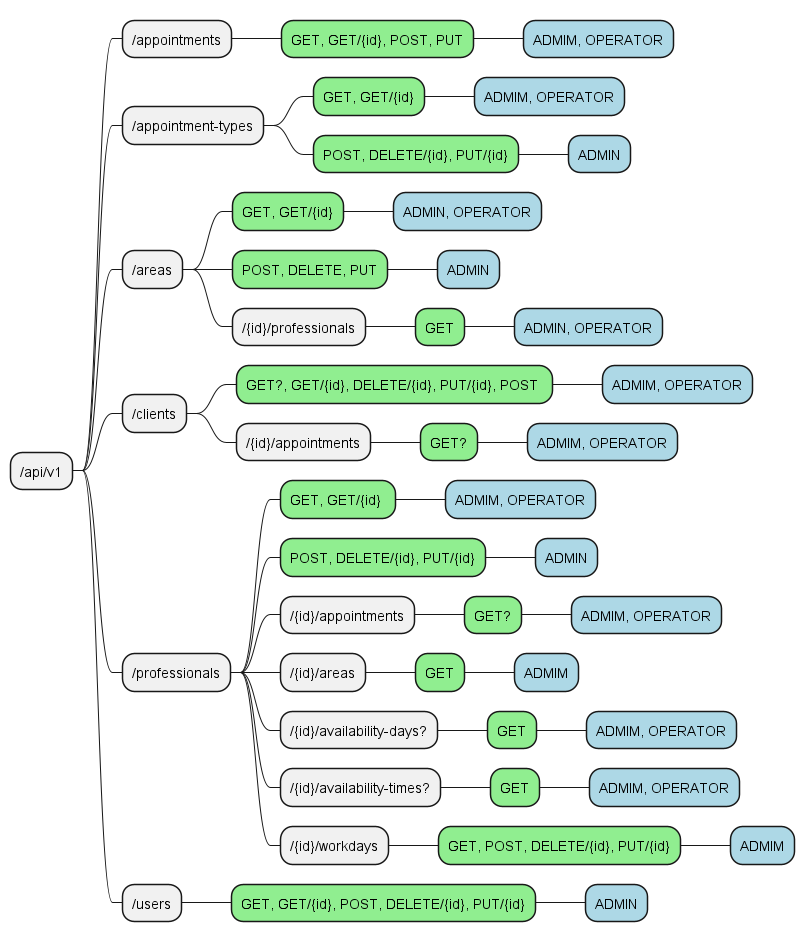 /appointments
GET, GET/{id}, POST, PUT
ADMIM, OPERATOR
/appointment-types
GET, GET/{id}
ADMIM, OPERATOR
POST, DELETE/{id}, PUT/{id}
ADMIN
/areas
GET, GET/{id}
ADMIN, OPERATOR
POST, DELETE, PUT
ADMIN
/{id}/professionals
GET
ADMIN, OPERATOR
/clients
GET?, GET/{id}, DELETE/{id}, PUT/{id}, POST
ADMIM, OPERATOR
/{id}/appointments
GET?
ADMIM, OPERATOR
/api/v1
/professionals
GET, GET/{id}
ADMIM, OPERATOR
POST, DELETE/{id}, PUT/{id}
ADMIN
/{id}/appointments
GET?
ADMIM, OPERATOR
/{id}/areas
GET
ADMIM
/{id}/availability-days?
GET
ADMIM, OPERATOR
/{id}/availability-times?
GET
ADMIM, OPERATOR
/{id}/workdays
GET, POST, DELETE/{id}, PUT/{id}
ADMIM
/users
GET, GET/{id}, POST, DELETE/{id}, PUT/{id}
ADMIN